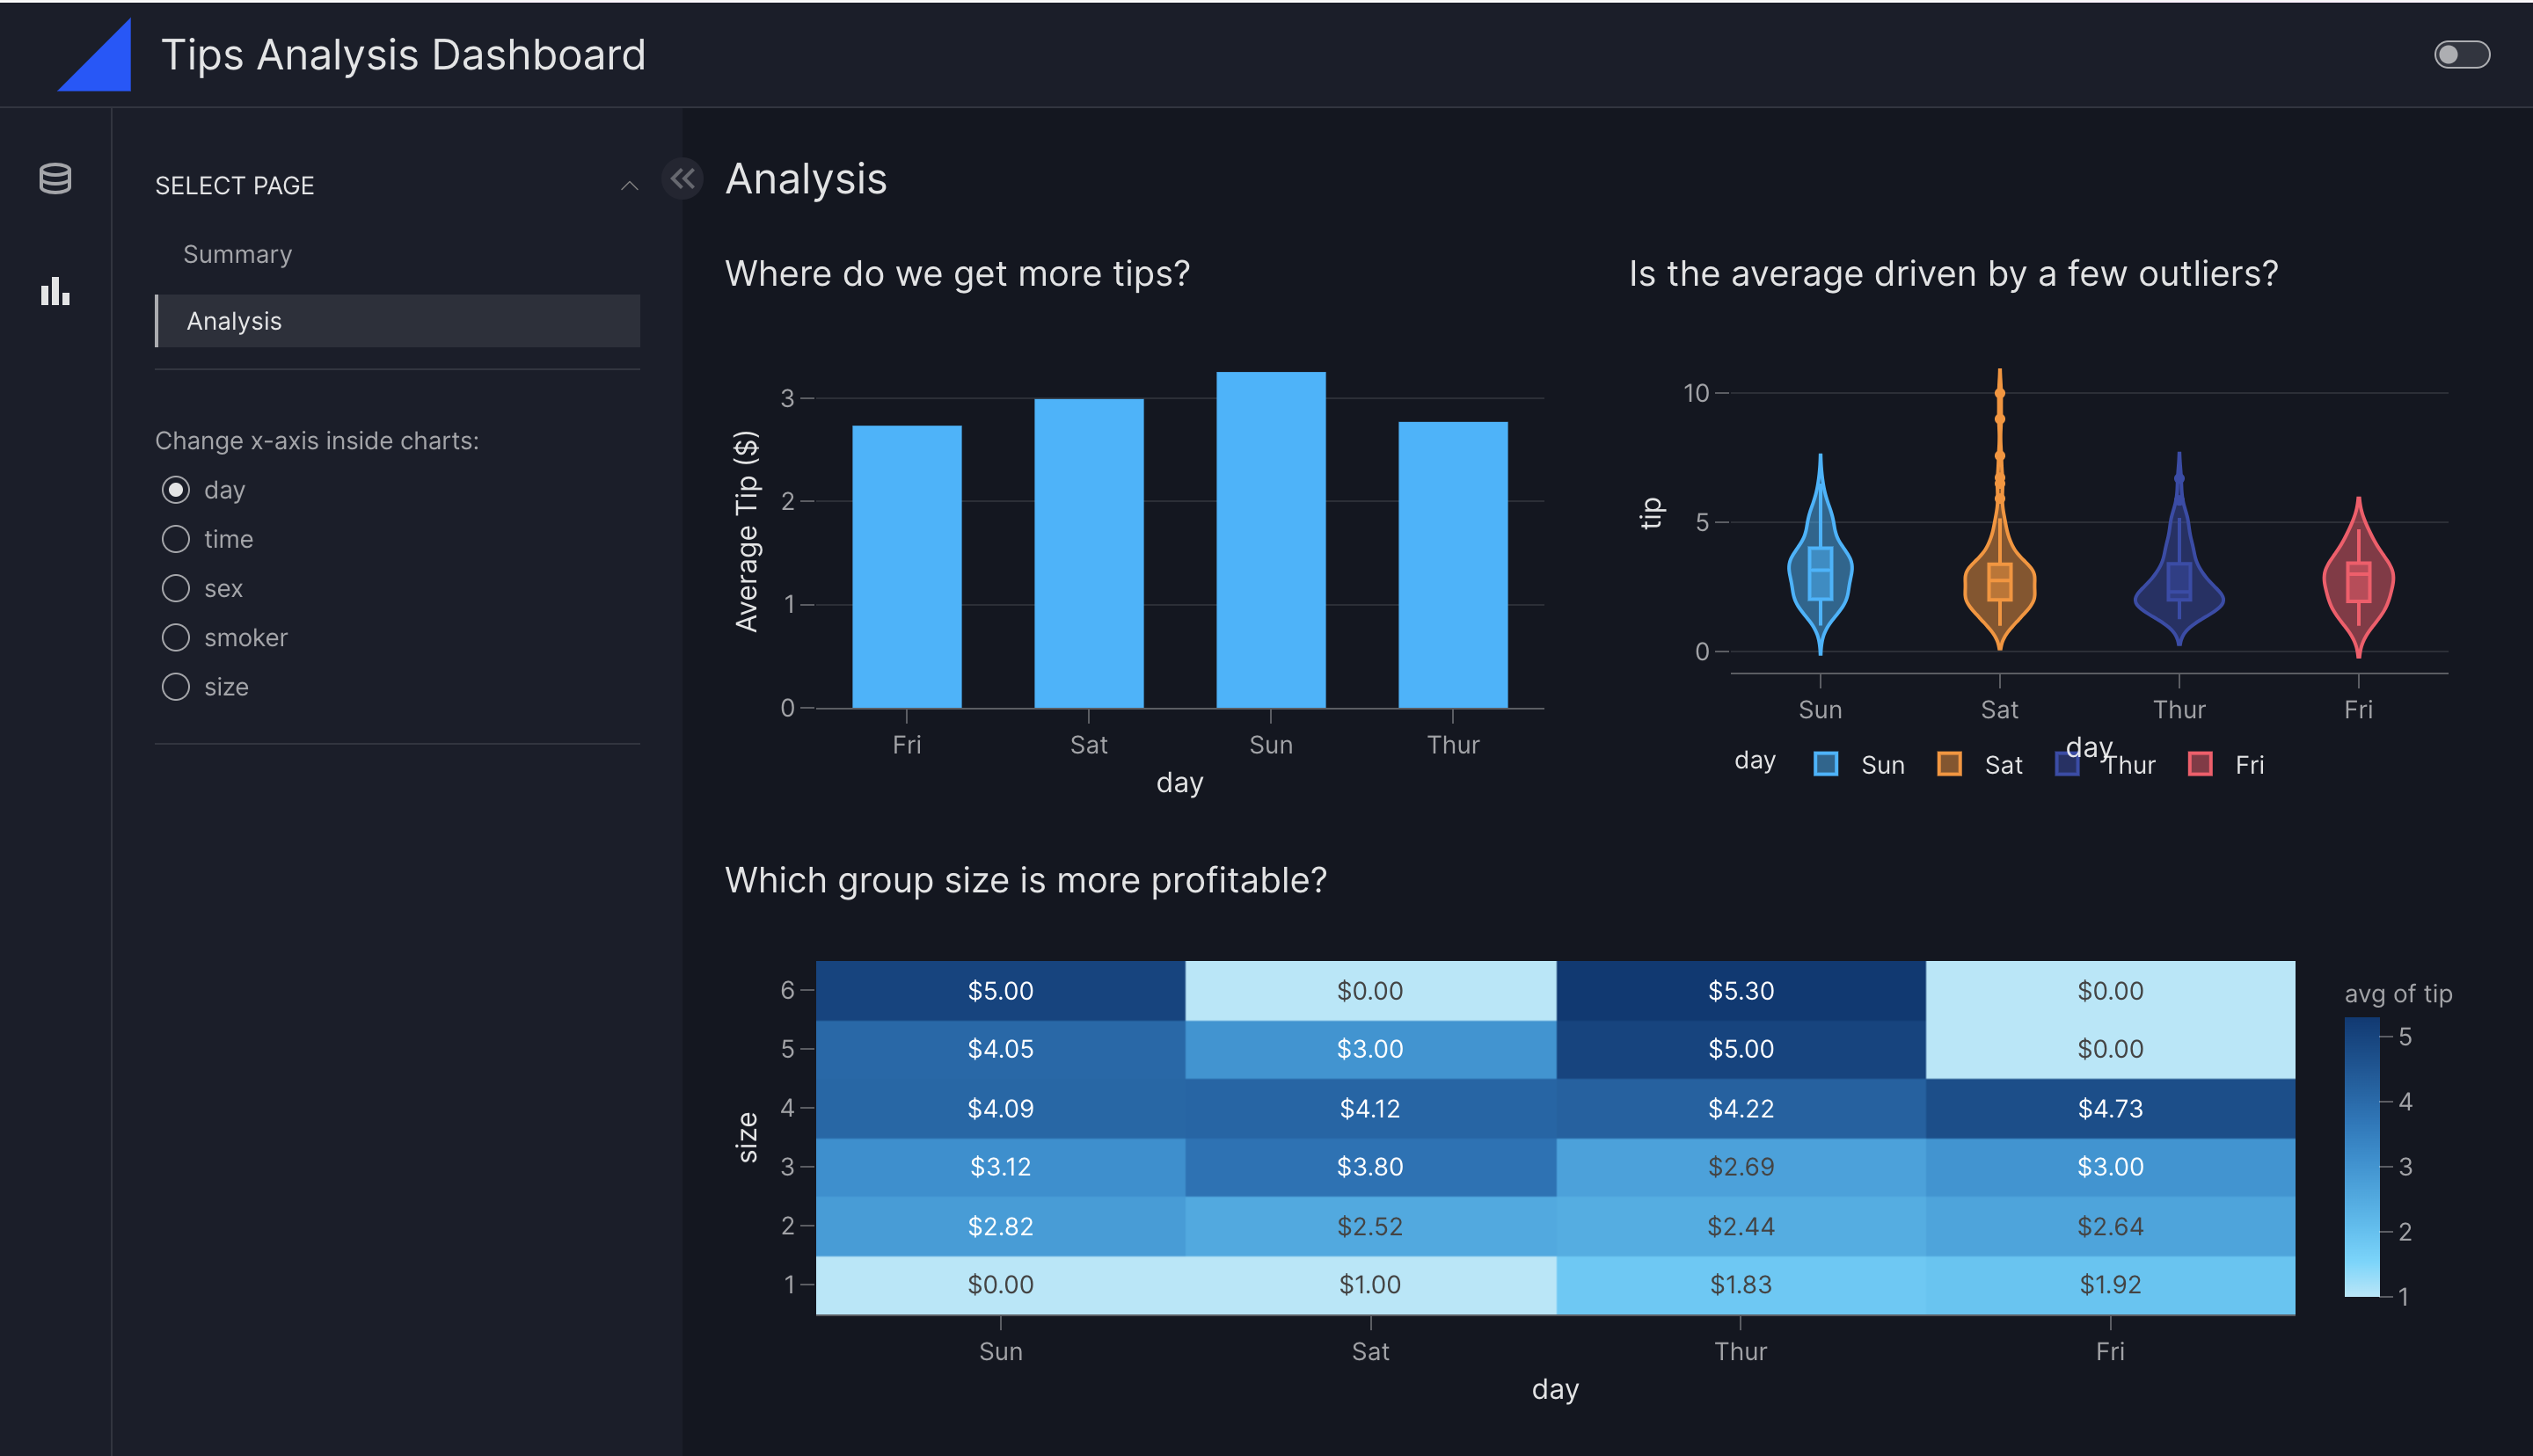 Tips Analysis Dashboard
SELECT PAGE
Summary
Analysis
Change x-axis inside charts:
day
time
sex
smoker
size
Analysis
Where do we get more tips?
Average Tip ($)
3
2
1
0
Fri Sat Sun Thur
day
Is the average driven by a few outliers?
tip
10
5
0
Sun Sat Thur Fri
day
day Sun Sat Thur Fri
Which group size is more profitable?
size
6 $5.00 $0.00 $5.30 $0.00
5 $4.05 $3.00 $5.00 $0.00
4 $4.09 $4.12 $4.22 $4.73
3 $3.12 $3.80 $2.69 $3.00
2 $2.82 $2.52 $2.44 $2.64
1 $0.00 $1.00 $1.83 $1.92
Sun Sat Thur Fri
day
avg of tip
5
4
3
2
1